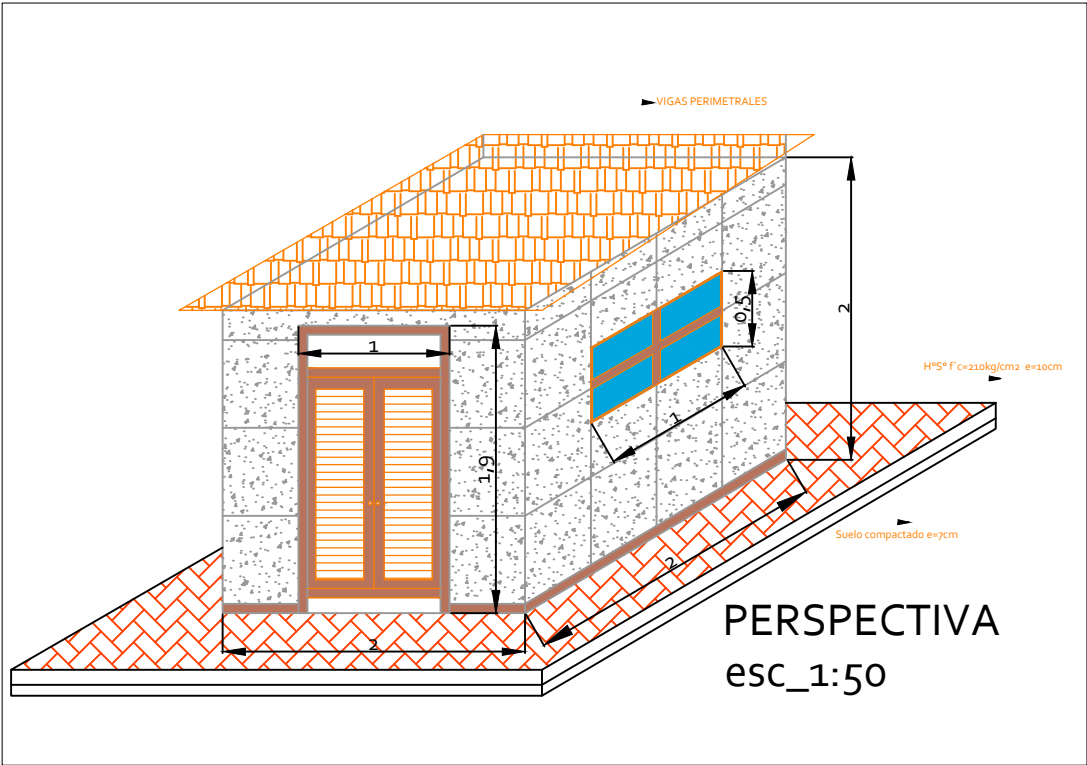 VIGAS PERIMETRALES
2
0,5
1
H°S° f´c=210kg/cm2 e=10cm
1
1,9
Suelo compactado e=7cm
2
2
PERSPECTIVA
esc_1:50